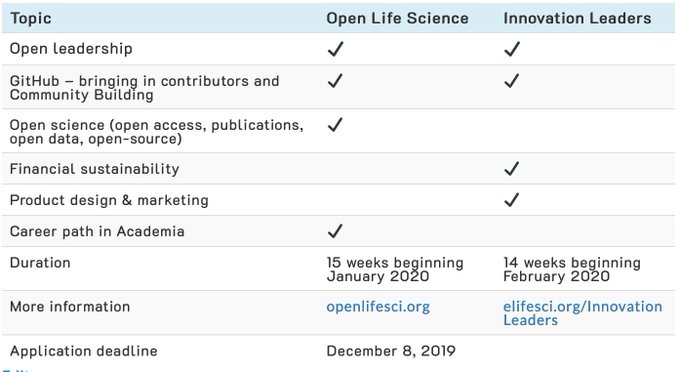 Topic Open Life Science Innovation Leaders
Open leadership ✓ ✓
GitHub – bringing in contributors and ✓ ✓
Community Building
Open science (open access, publications, ✓
open data, open-source)
Financial sustainability ✓
Product design & marketing ✓
Career path in Academia ✓
Duration 15 weeks beginning 14 weeks beginning
January 2020 February 2020
More information openlifesci.org elifesci.org/Innovation
Leaders
Application deadline December 8, 2019